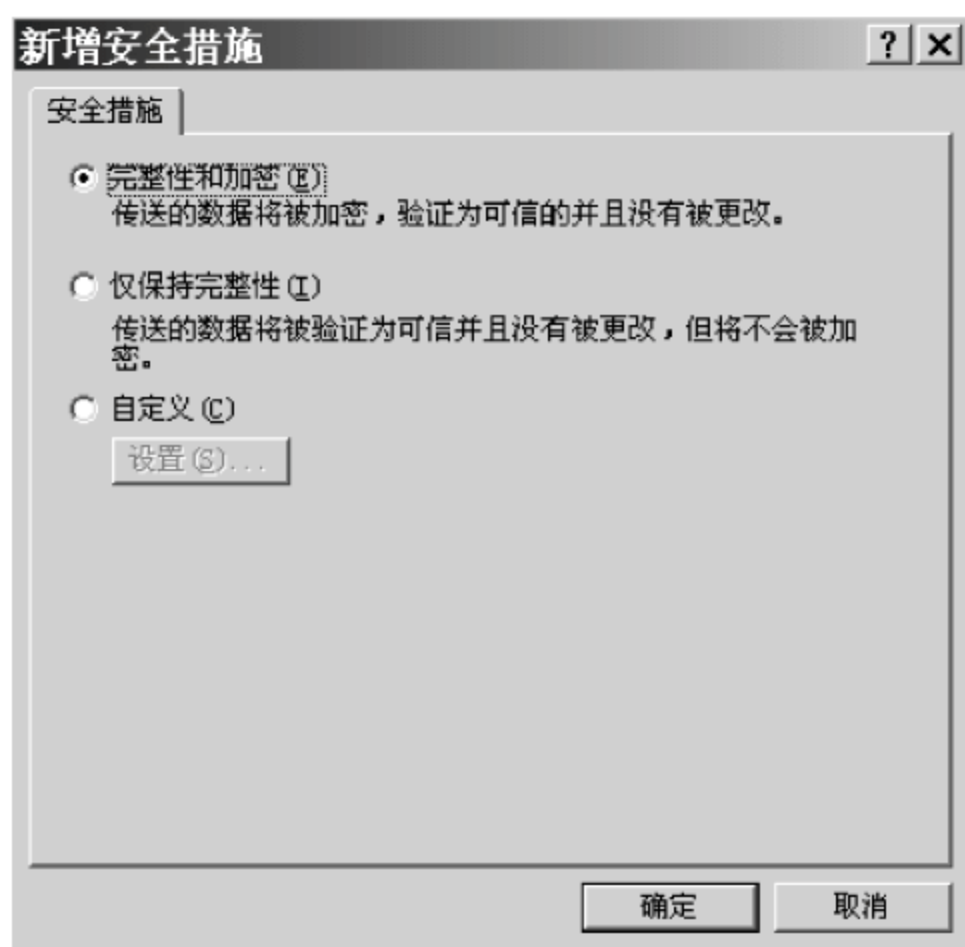 新增安全措施
安全措施
完整性和加密(E)
传送的数据将被加密，验证为可信的并且没有被更改。
仅保持完整性(I)
传送的数据将被验证为可信并且没有被更改，但将不会被加
密。
自定义(C)
设置(S)...
确定 取消